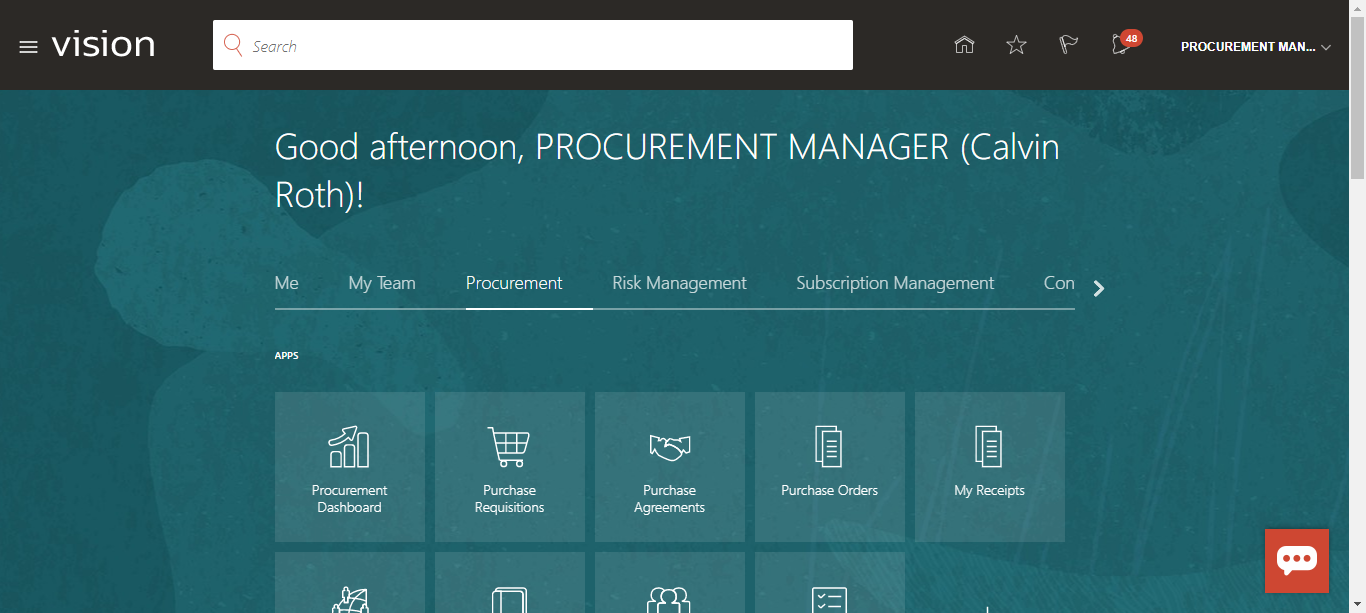 vision
Search
48
PROCUREMENT MAN...
Good afternoon, PROCUREMENT MANAGER (Calvin
Roth)!
Me
My Team
Procurement
Risk Management
Subscription Management
Con
APPS
Procurement
Dashboard
Purchase
Requisitions
Purchase
Agreements
Purchase Orders
My Receipts